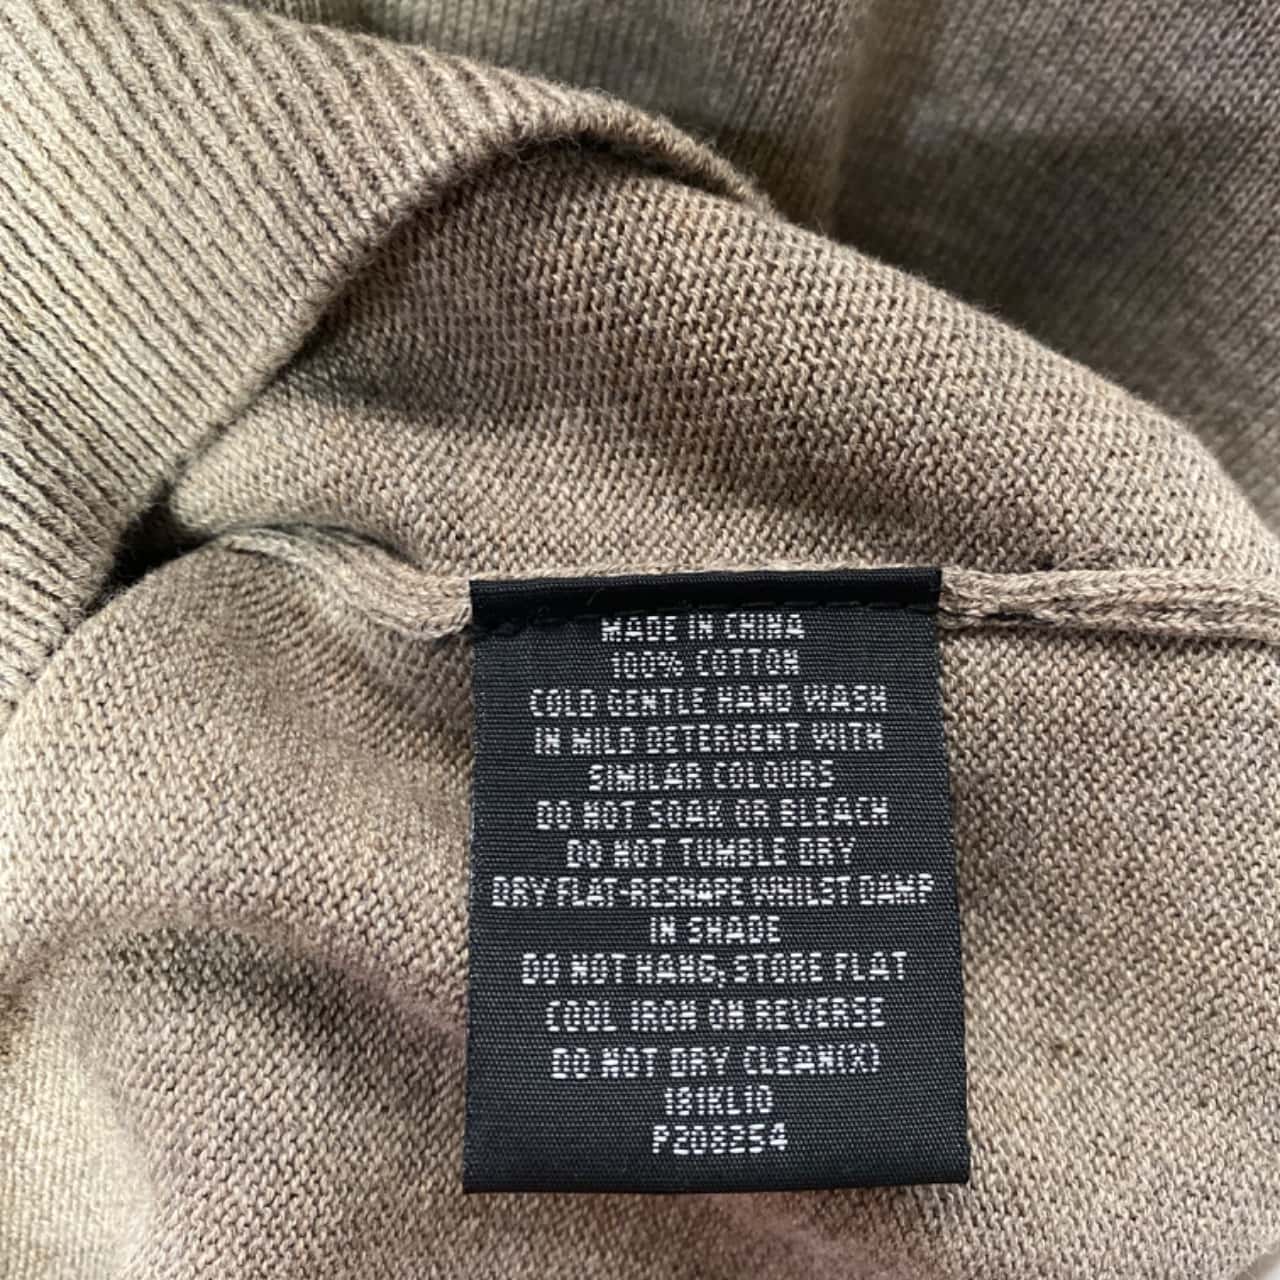 MADE IN CHINA
100% COTTON
COLD GENTLE HAND WASH
IN MILD DETERGENT WITH
SIMILAR COLOURS
DO NOT SOAK OR BLEACH
DO NOT TUMBLE DRY
DRY FLAT-RESHAPE WHILST DAMP
IN SHADE
DO NOT HANG, STORE FLAT
COOL IRON ON REVERSE
DO NOT DRY CLEAN(X)
181KL10
P208254